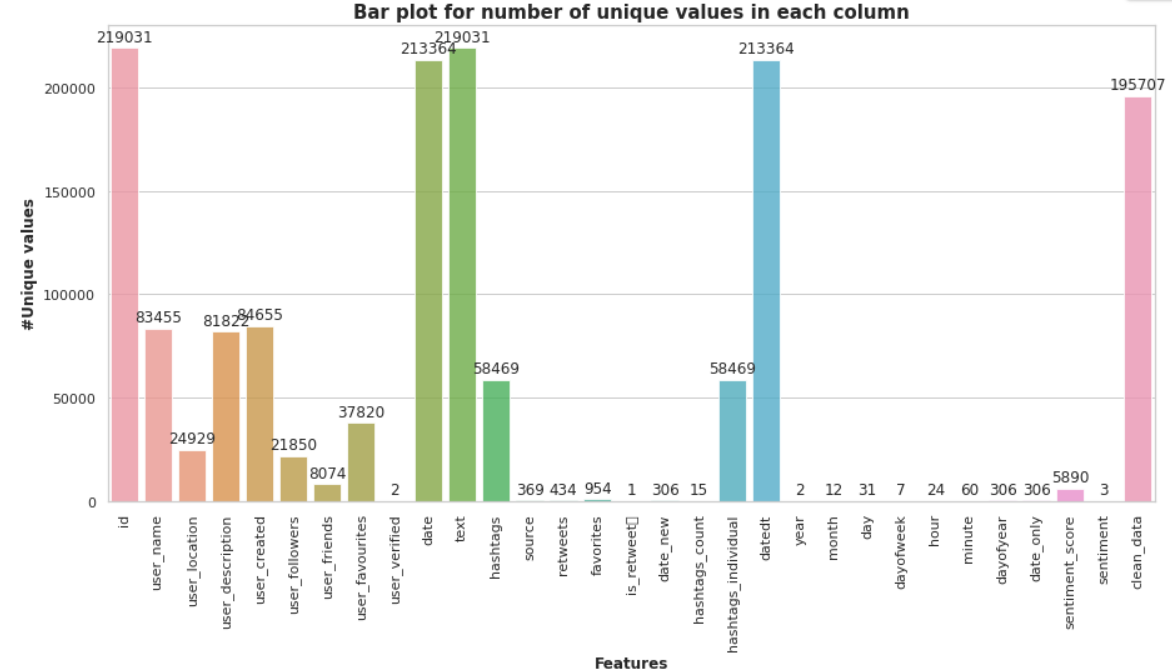 Bar plot for number of unique values in each column
#Unique values
200000
150000
100000
50000
0
219031
83455
24929
81822
84655
21850
8074
37820
2
213364
219031
58469
369
434
954
1
306
15
58469
213364
2
12
31
7
24
60
306
306
5890
3
195707
id
user_name
user_location
user_description
user_created
user_followers
user_friends
user_favourites
user_verified
date
text
hashtags
source
retweets
favorites
is_retweet▯
date_new
hashtags_count
hashtags_individual
datedt
year
month
day
dayofweek
hour
minute
dayofyear
date_only
sentiment_score
sentiment
clean_data
Features